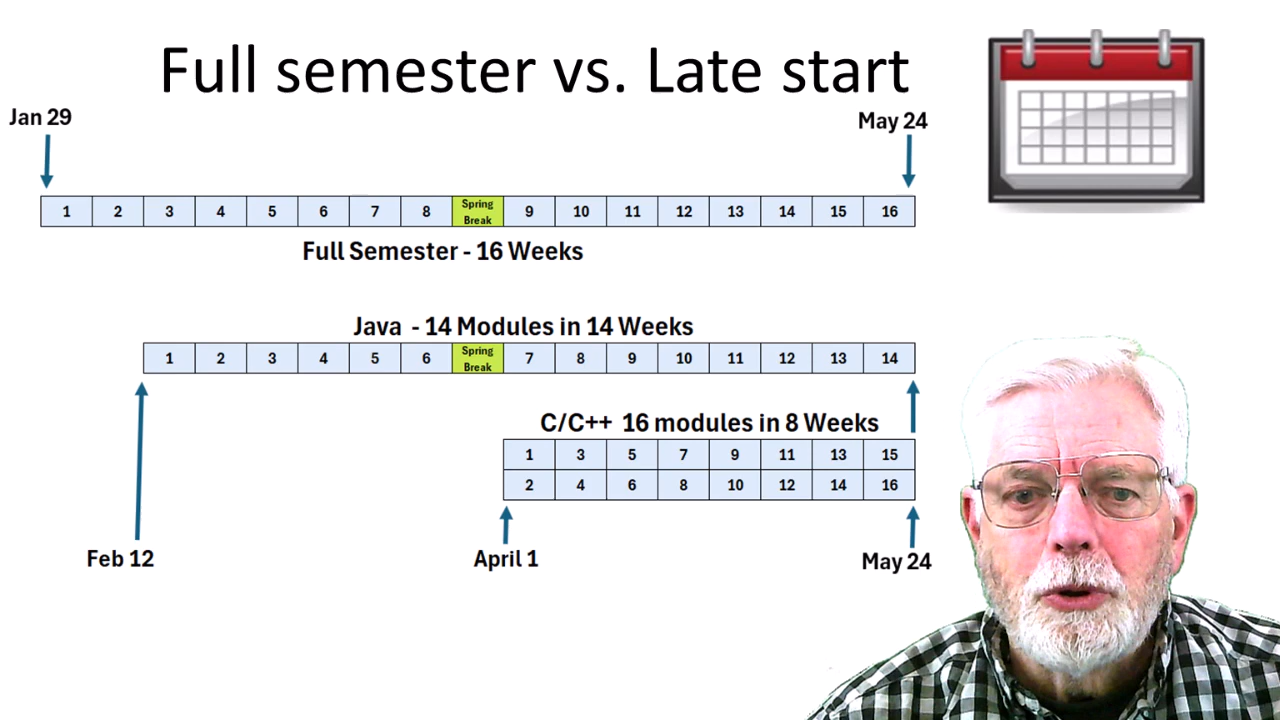 Full semester vs. Late start
Jan 29
May 24
1 2 3 4 5 6 7 8 Spring Break 9 10 11 12 13 14 15 16
Full Semester - 16 Weeks
Java - 14 Modules in 14 Weeks
1 2 3 4 5 6 Spring Break 7 8 9 10 11 12 13 14
C/C++ 16 modules in 8 Weeks
1 3 5 7 9 11 13 15
2 4 6 8 10 12 14 16
Feb 12
April 1
May 24